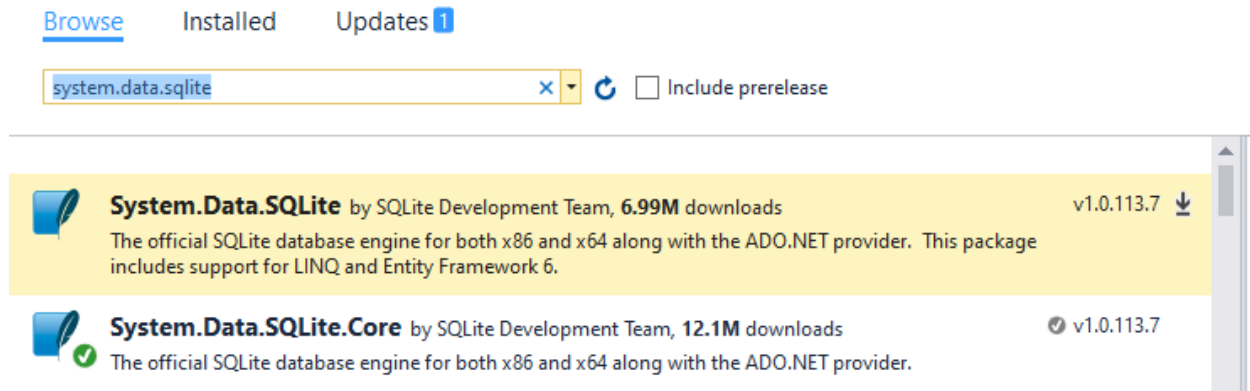 Browse Installed Updates 1
system.data.sqlite Include prerelease
System.Data.SQLite by SQLite Development Team, 6.99M downloads v1.0.113.7
The official SQLite database engine for both x86 and x64 along with the ADO.NET provider.  This package
includes support for LINQ and Entity Framework 6.
System.Data.SQLite.Core by SQLite Development Team, 12.1M downloads v1.0.113.7
The official SQLite database engine for both x86 and x64 along with the ADO.NET provider.